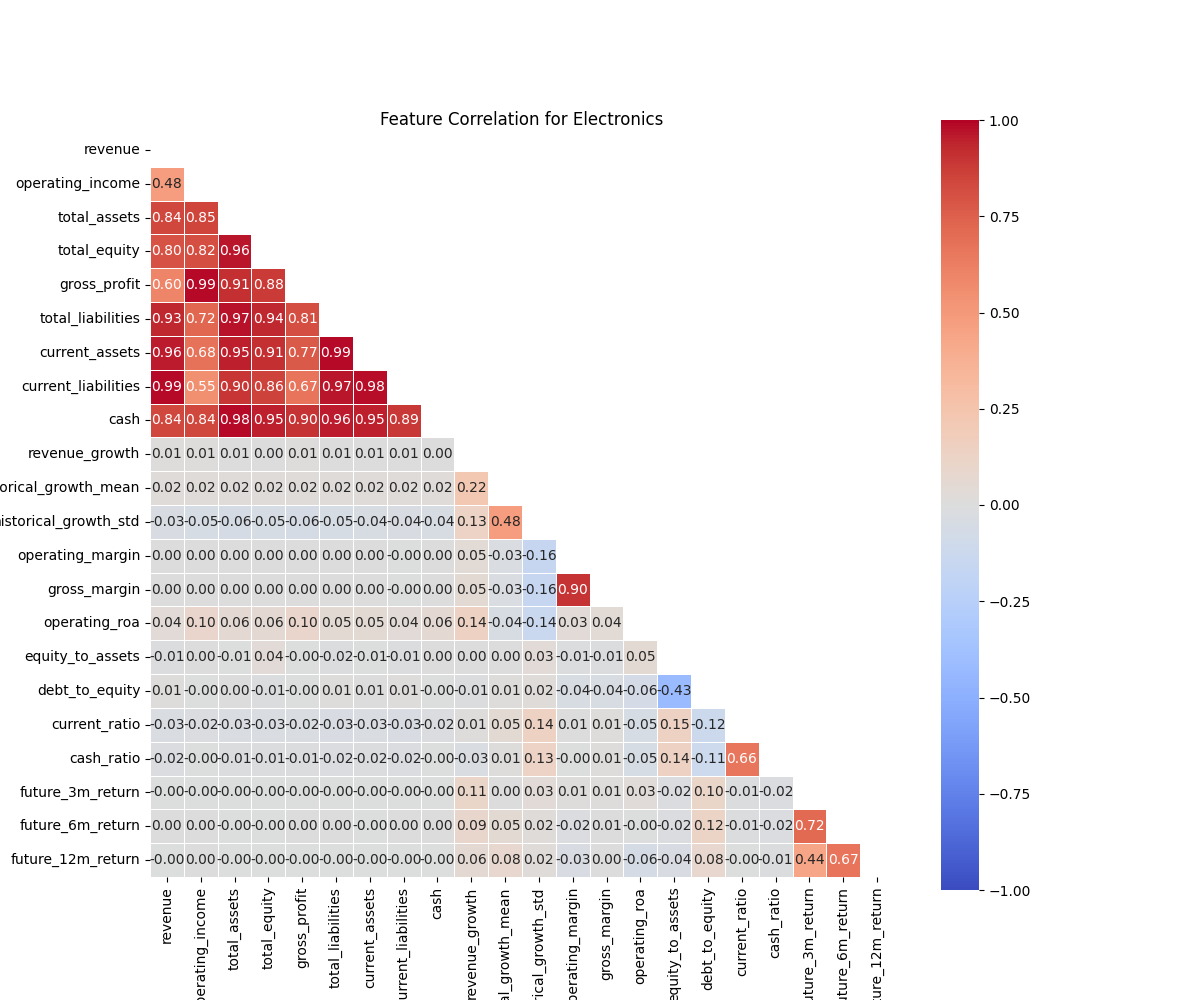 Feature Correlation for Electronics
revenue
operating_income 0.48
total_assets 0.84 0.85
total_equity 0.80 0.82 0.96
gross_profit 0.60 0.99 0.91 0.88
total_liabilities 0.93 0.72 0.97 0.94 0.81
current_assets 0.96 0.68 0.95 0.91 0.77 0.99
current_liabilities 0.99 0.55 0.90 0.86 0.67 0.97 0.98
cash 0.84 0.84 0.98 0.95 0.90 0.96 0.95 0.89
revenue_growth 0.01 0.01 0.01 0.00 0.01 0.01 0.01 0.01 0.00
orical_growth_mean 0.02 0.02 0.02 0.02 0.02 0.02 0.02 0.02 0.02 0.22
istorical_growth_std -0.03 -0.05 -0.06 -0.05 -0.06 -0.05 -0.04 -0.04 -0.04 0.13 0.48
operating_margin 0.00 0.00 0.00 0.00 0.00 0.00 0.00 -0.00 0.00 0.05 -0.03 -0.16
gross_margin 0.00 0.00 0.00 0.00 0.00 0.00 0.00 -0.00 0.00 0.05 -0.03 -0.16 0.90
operating_roa 0.04 0.10 0.06 0.06 0.10 0.05 0.05 0.04 0.06 0.14 -0.04 -0.14 0.03 0.04
equity_to_assets -0.01 0.00 -0.01 0.04 -0.00 -0.02 -0.01 -0.01 0.00 0.00 0.00 0.03 -0.01 -0.01 0.05
debt_to_equity 0.01 -0.00 0.00 -0.01 -0.00 0.01 0.01 0.01 -0.00 -0.01 0.01 0.02 -0.04 -0.04 -0.06 -0.43
current_ratio -0.03 -0.02 -0.03 -0.03 -0.02 -0.03 -0.03 -0.03 -0.02 0.01 0.05 0.14 0.01 0.01 -0.05 0.15 -0.12
cash_ratio -0.02 -0.00 -0.01 -0.01 -0.01 -0.02 -0.02 -0.02 -0.00 -0.03 0.01 0.13 -0.00 0.01 -0.05 0.14 -0.11 0.66
future_3m_return -0.00 -0.00 -0.00 -0.00 -0.00 -0.00 -0.00 -0.00 -0.00 0.11 0.00 0.03 0.01 0.01 0.03 -0.02 0.10 -0.01 -0.02
future_6m_return 0.00 0.00 -0.00 -0.00 0.00 0.00 -0.00 0.00 0.00 0.09 0.05 0.02 -0.02 0.01 -0.00 -0.02 0.12 -0.01 -0.02 0.72
future_12m_return -0.00 0.00 -0.00 -0.00 0.00 -0.00 -0.00 -0.00 -0.00 0.06 0.08 0.02 -0.03 0.00 -0.06 -0.04 0.08 -0.00 -0.01 0.44 0.67
revenue
perating_income
total_assets
total_equity
gross_profit
total_liabilities
current_assets
urrent_liabilities
cash
revenue_growth
al_growth_mean
rical_growth_std
perating_margin
gross_margin
operating_roa
equity_to_assets
debt_to_equity
current_ratio
cash_ratio
uture_3m_return
uture_6m_return
ure_12m_return
1.00
0.75
0.50
0.25
0.00
−0.25
−0.50
−0.75
−1.00